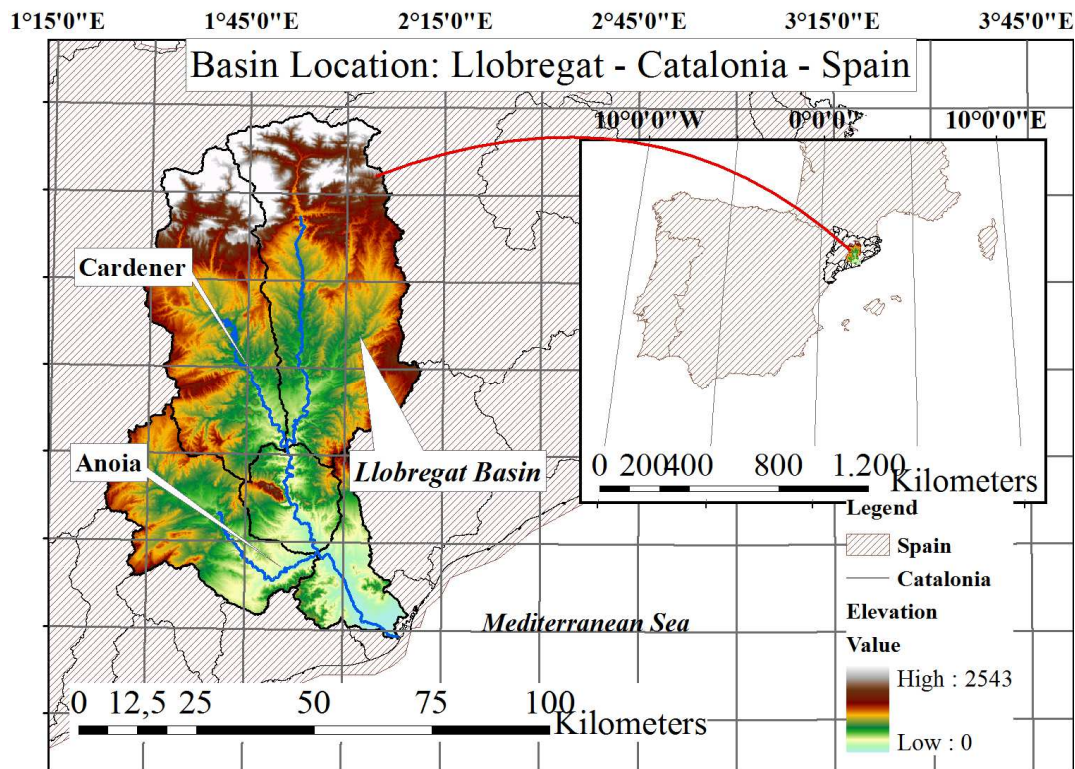 1°15'0"E 1°45'0"E 2°15'0"E 2°45'0"E 3°15'0"E 3°45'0"E
Basin Location: Llobregat - Catalonia - Spain
10°0'0"W 0°0'0" 10°0'0"E
Cardener
Anoia
Llobregat Basin
0 200 400 800 1.200
Kilometers
Legend
Spain
Catalonia
Elevation
Value
High : 2543
Low : 0
Mediterranean Sea
0 12,5 25 50 75 100
Kilometers